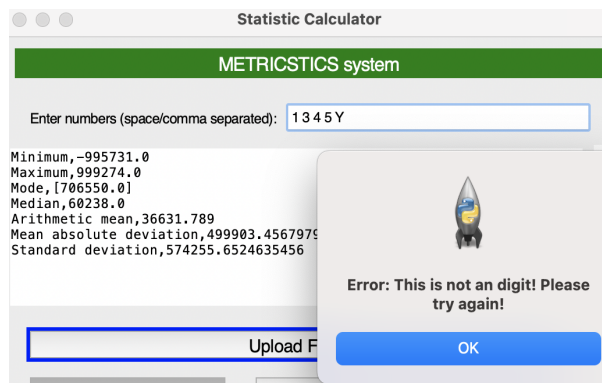 Statistic Calculator
METRICSTICS system
Enter numbers (space/comma separated): 1 3 4 5 Y
Minimum,-995731.0
Maximum,999274.0
Mode,[706550.0]
Median,60238.0
Arithmetic mean,36631.789
Mean absolute deviation,499903.4567979
Standard deviation,574255.6524635456
Error: This is not an digit! Please
try again!
Upload F
OK